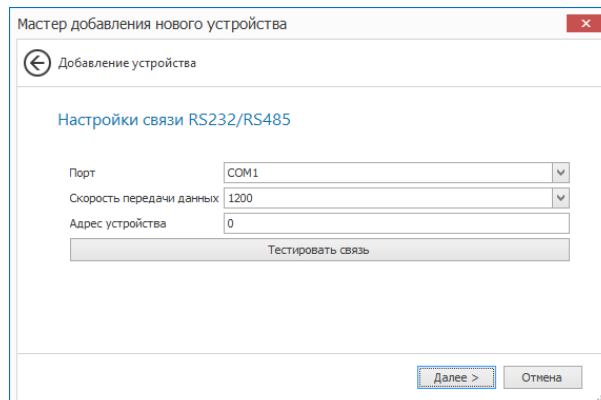 Мастер добавления нового устройства
Добавление устройства
Настройки связи RS232/RS485
Порт COM1
Скорость передачи данных 1200
Адрес устройства 0
Тестировать связь
Далее > Отмена